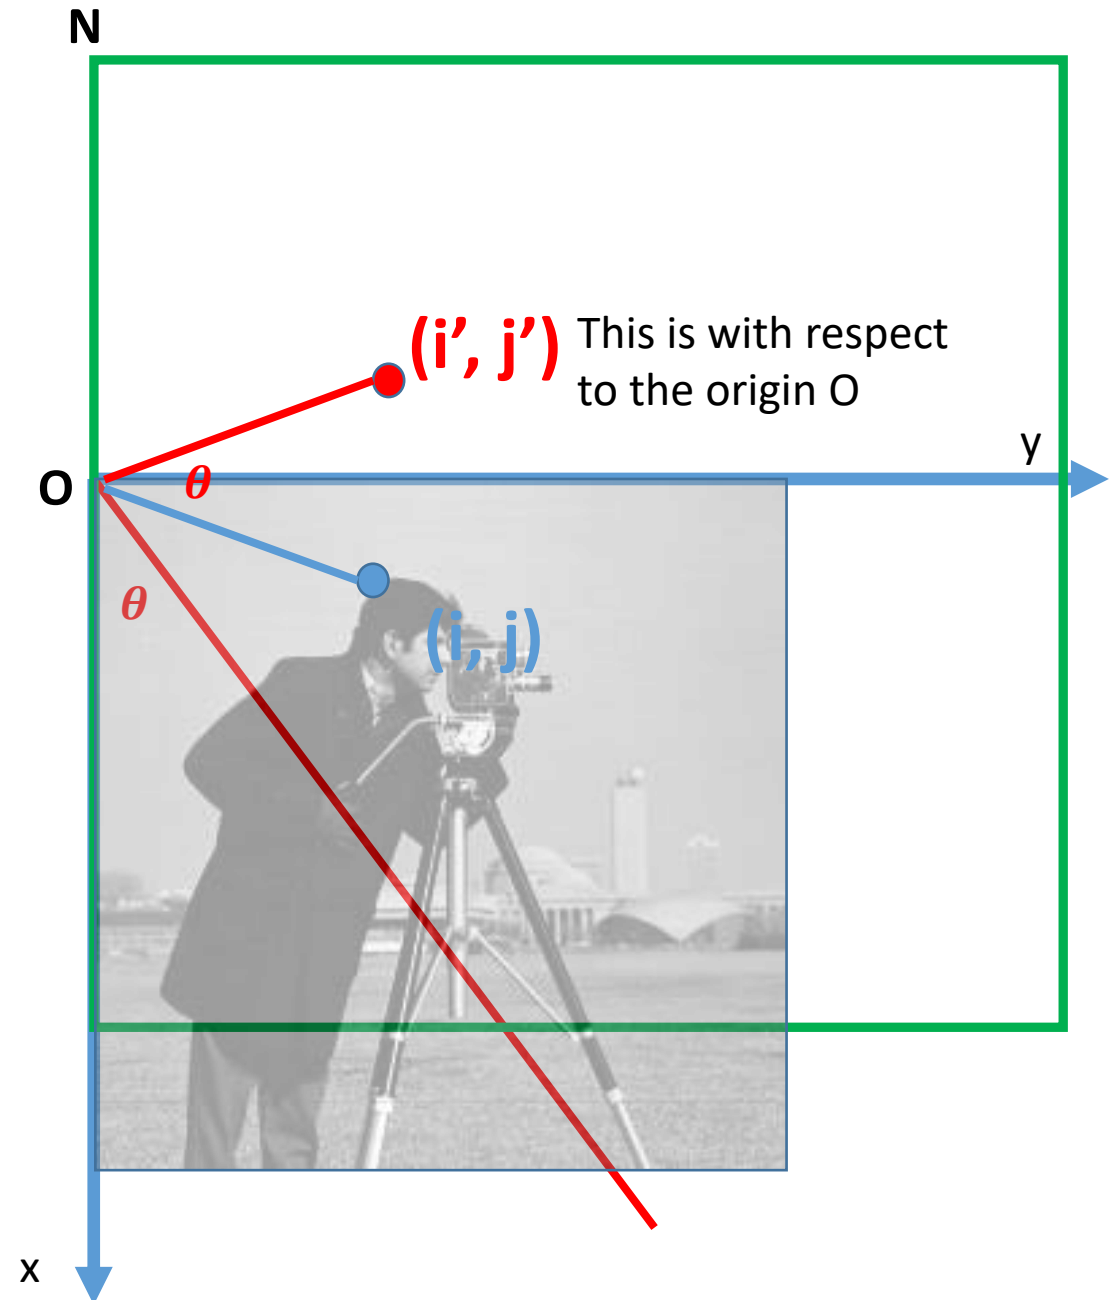 N
(i’, j’)
This is with respect
to the origin O
y
O
θ
θ
(i, j)
x